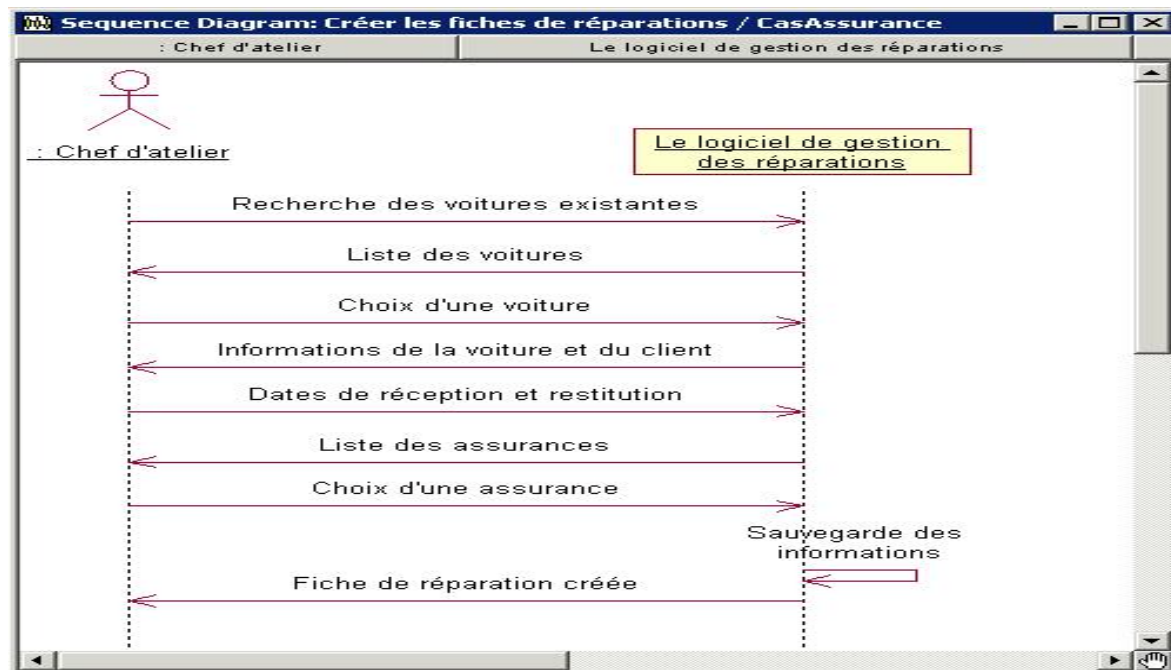 Sequence Diagram: Créer les fiches de réparations / CasAssurance
: Chef d'atelier
Le logiciel de gestion des réparations
: Chef d'atelier
Le logiciel de gestion
des réparations
Recherche des voitures existantes
Liste des voitures
Choix d'une voiture
Informations de la voiture et du client
Dates de réception et restitution
Liste des assurances
Choix d'une assurance
Sauvegarde des
informations
Fiche de réparation créée